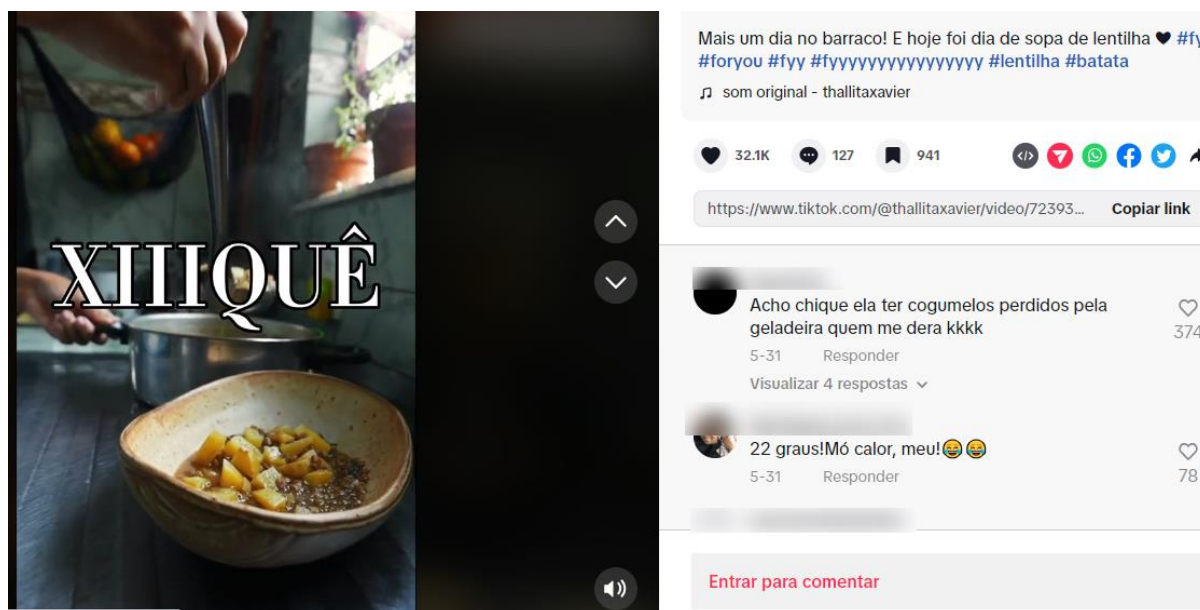 XIIIQUÊ
Mais um dia no barraco! E hoje foi dia de sopa de lentilha 🖤 #fy
#foryou #fyy #fyyyyyyyyyyyyyyyy #lentilha #batata
♫ som original - thallitaxavier
32.1K 127 941
https://www.tiktok.com/@thallitaxavier/video/72393... Copiar link
Acho chique ela ter cogumelos perdidos pela
geladeira quem me dera kkkk
374
5-31 Responder
Visualizar 4 respostas
22 graus!Mó calor, meu!😂😂
78
5-31 Responder
Entrar para comentar